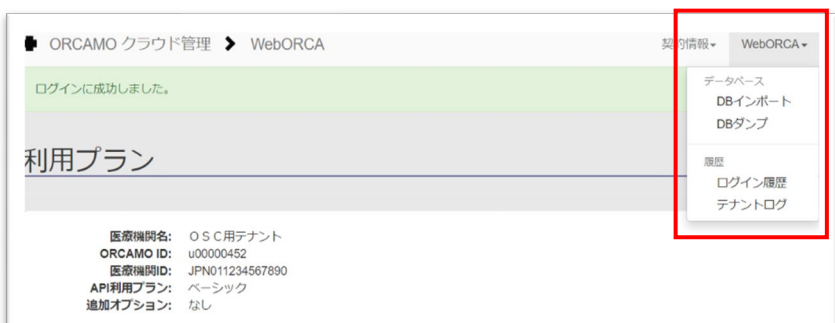 ORCAMO クラウド管理 WebORCA
契約情報 WebORCA
ログインに成功しました。
利用プラン
データベース
DBインポート
DBダンプ
履歴
ログイン履歴
テナントログ
医療機関名: OSC用テナント
ORCAMO ID: u00000452
医療機関ID: JPN011234567890
API利用プラン: ベーシック
追加オプション: なし